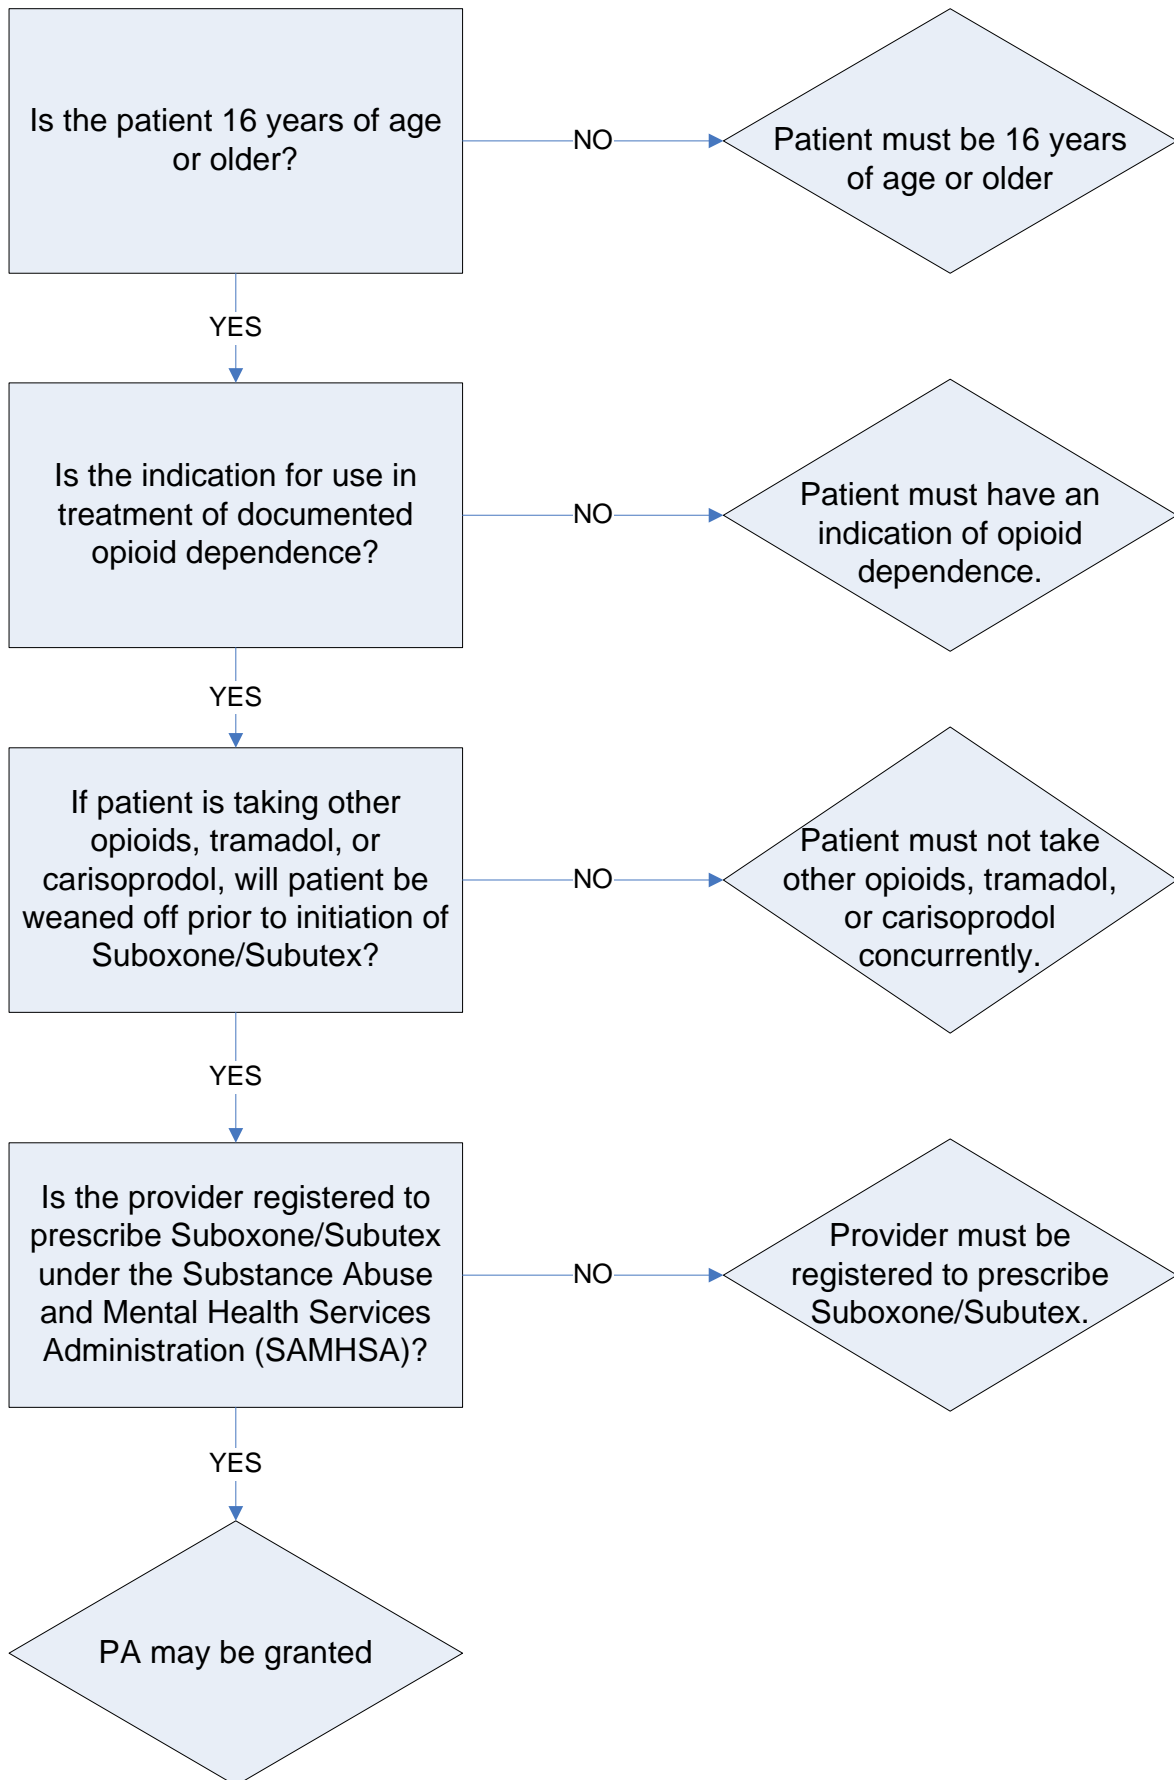 Is the patient 16 years of age
or older?
NO
Patient must be 16 years
of age or older
YES
Is the indication for use in
treatment of documented
opioid dependence?
NO
Patient must have an
indication of opioid
dependence.
YES
If patient is taking other
opioids, tramadol, or
carisoprodol, will patient be
weaned off prior to initiation of
Suboxone/Subutex?
NO
Patient must not take
other opioids, tramadol,
or carisoprodol
concurrently.
YES
Is the provider registered to
prescribe Suboxone/Subutex
under the Substance Abuse
and Mental Health Services
Administration (SAMHSA)?
NO
Provider must be
registered to prescribe
Suboxone/Subutex.
YES
PA may be granted